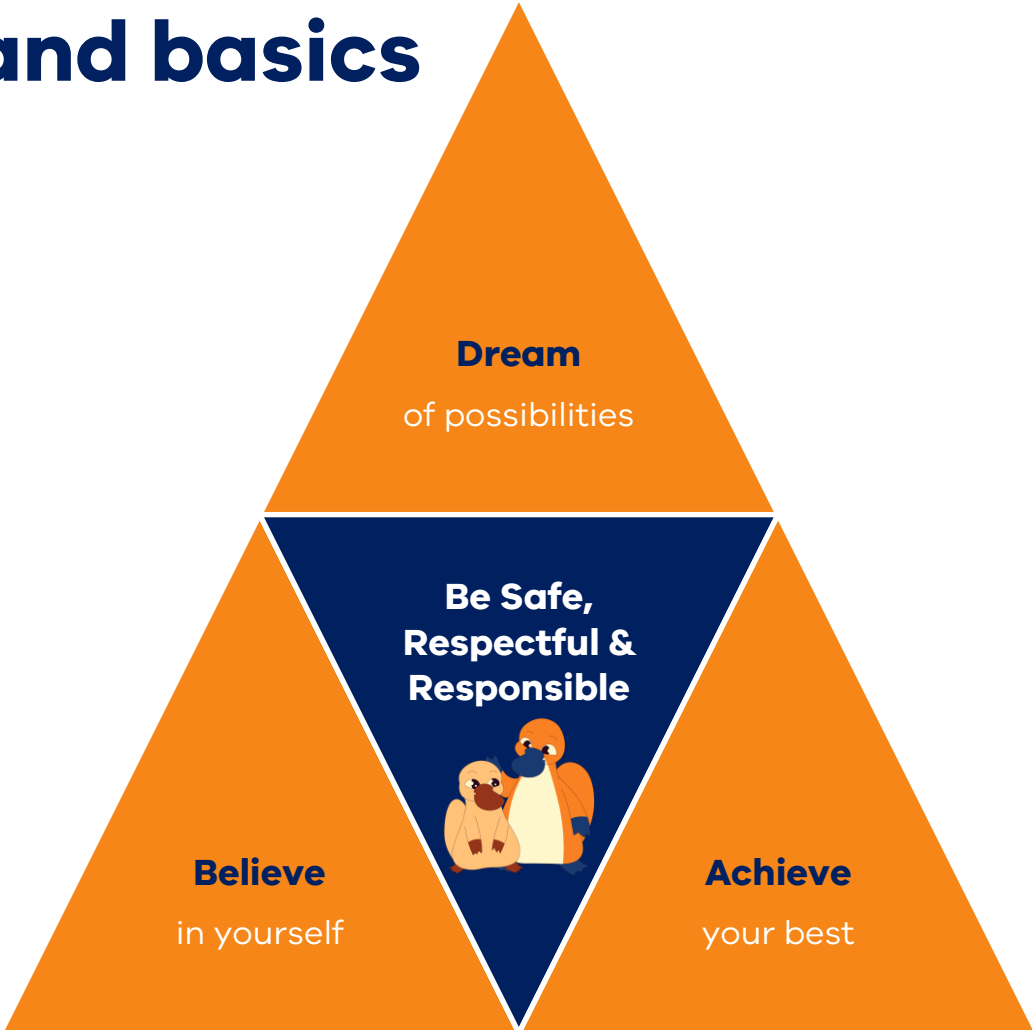 and basics
Dream
of possibilities
Be Safe,
Respectful &
Responsible
Believe
in yourself
Achieve
your best